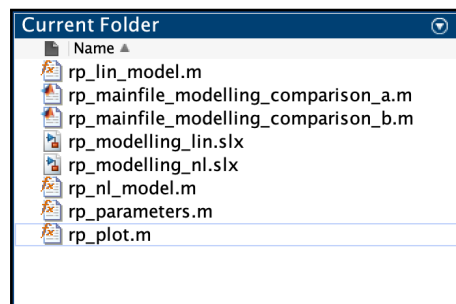 Current Folder
Name
rp_lin_model.m
rp_mainfile_modelling_comparison_a.m
rp_mainfile_modelling_comparison_b.m
rp_modelling_lin.slx
rp_modelling_nl.slx
rp_nl_model.m
rp_parameters.m
rp_plot.m